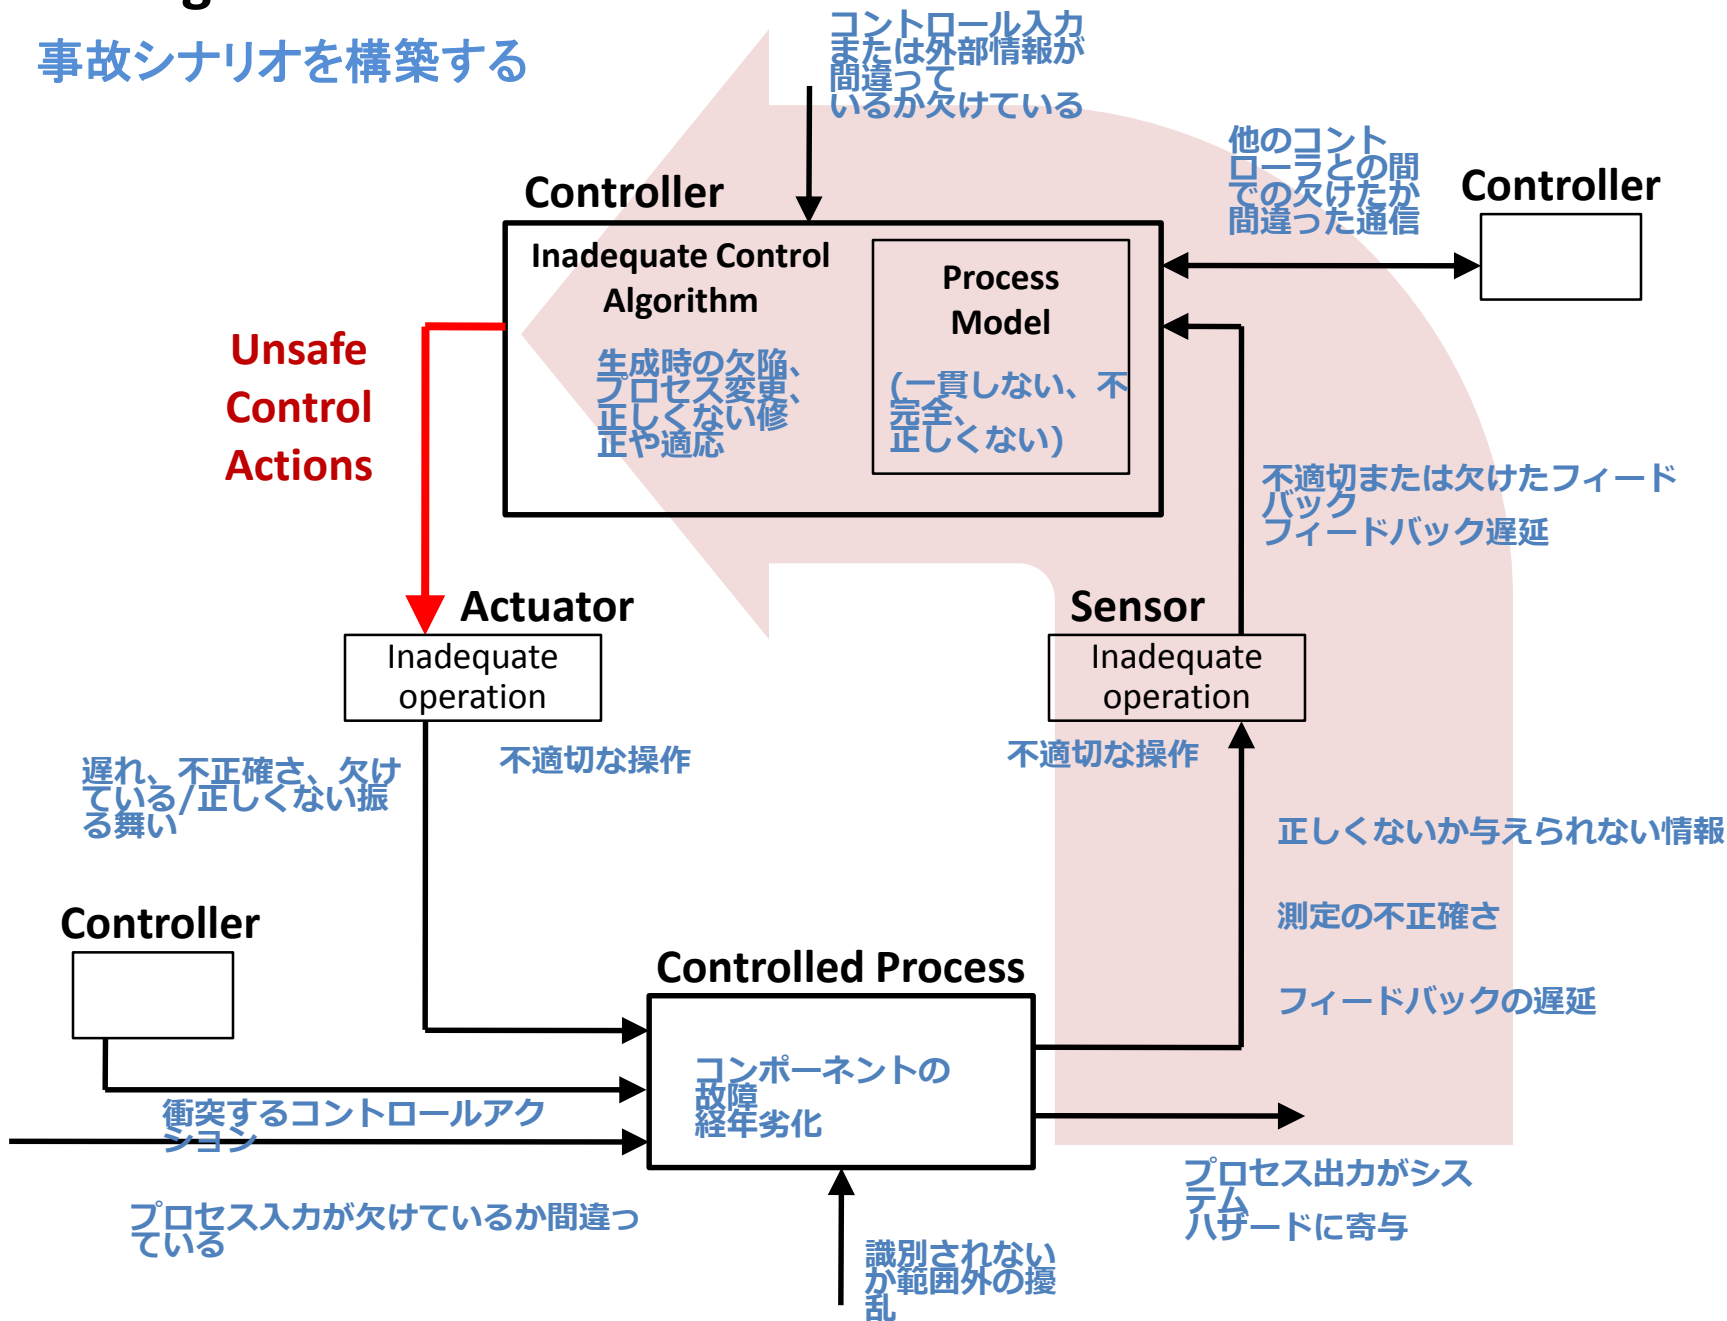 事故シナリオを構築する
コントロール入力
または外部情報が
間違って
いるか欠けている
他のコント
ローラとの間
での欠けたか
間違った通信
Controller
Controller
Inadequate Control
Algorithm
生成時の欠陥、
プロセス変更、
正しくない修
正や適応
Process
Model
(一貫しない、不
完全、
正しくない)
Unsafe
Control
Actions
不適切または欠けたフィード
バック
フィードバック遅延
Actuator
Inadequate
operation
Sensor
Inadequate
operation
不適切な操作
不適切な操作
遅れ、不正確さ、欠け
ている/正しくない振
る舞い
正しくないか与えられない情報
測定の不正確さ
フィードバックの遅延
Controller
Controlled Process
コンポーネントの
故障
経年劣化
衝突するコントロールアク
ション
プロセス入力が欠けているか間違っ
ている
プロセス出力がシス
テム
ハザードに寄与
識別されない
か範囲外の擾
乱